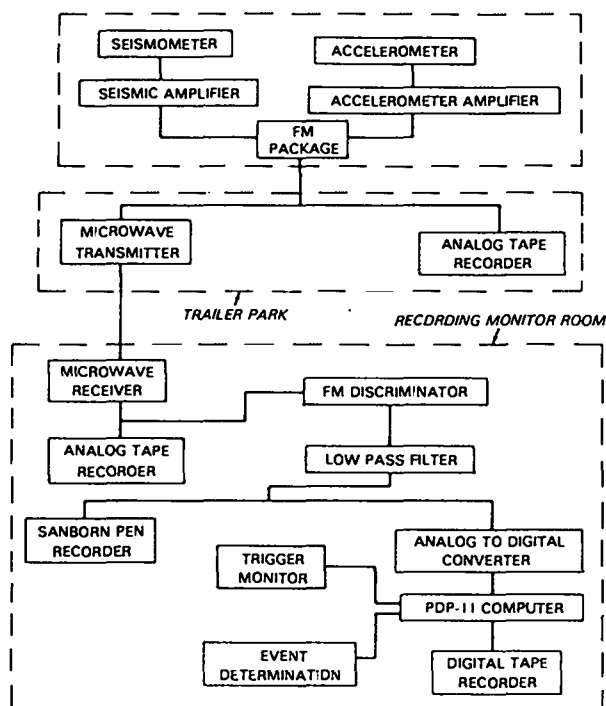 SEISMOMETER
ACCELEROMETER
SEISMIC AMPLIFIER
ACCELEROMETER AMPLIFIER
FM
PACKAGE
MICROWAVE
TRANSMITTER
ANALOG TAPE
RECORDER
TRAILER PARK
RECORDING MONITOR ROOM
MICROWAVE
RECEIVER
FM DISCRIMINATOR
ANALOG TAPE
RECORDER
LOW PASS FILTER
SANBORN PEN
RECORDER
ANALOG TO DIGITAL
CONVERTER
TRIGGER
MONITOR
PDP-11 COMPUTER
EVENT
DETERMINATION
DIGITAL TAPE
RECORDER